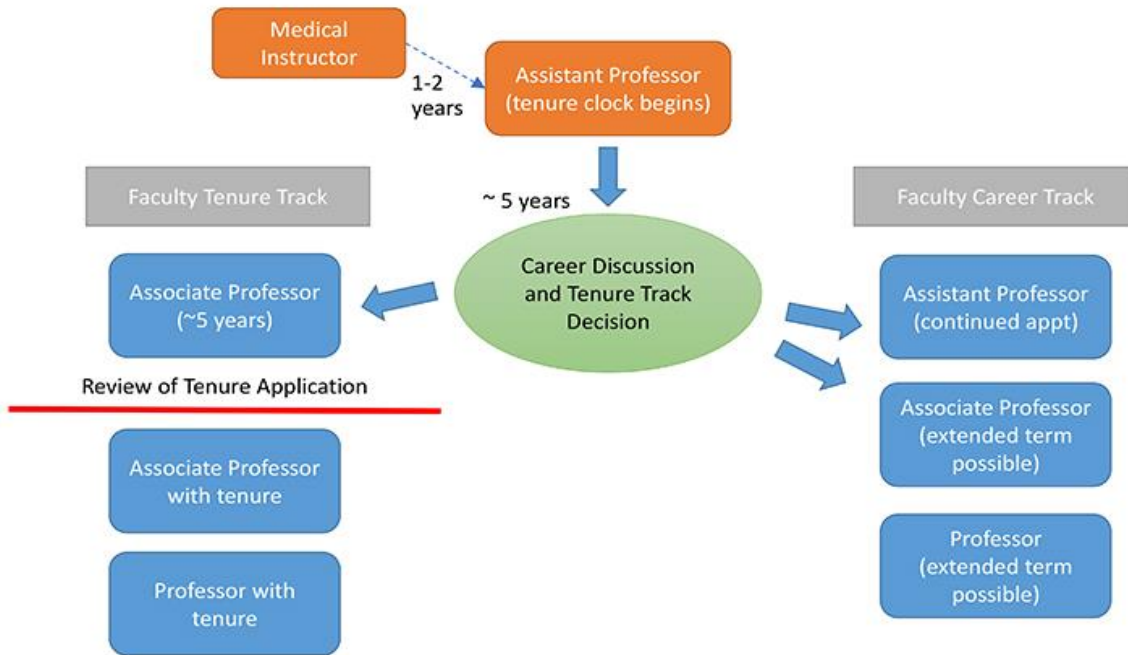 Medical
Instructor
1-2
years
Assistant Professor
(tenure clock begins)
~ 5 years
Faculty Tenure Track
Faculty Career Track
Career Discussion
and Tenure Track
Decision
Associate Professor
(~5 years)
Assistant Professor
(continued appt)
Review of Tenure Application
Associate Professor
(extended term
possible)
Associate Professor
with tenure
Professor
(extended term
possible)
Professor with
tenure